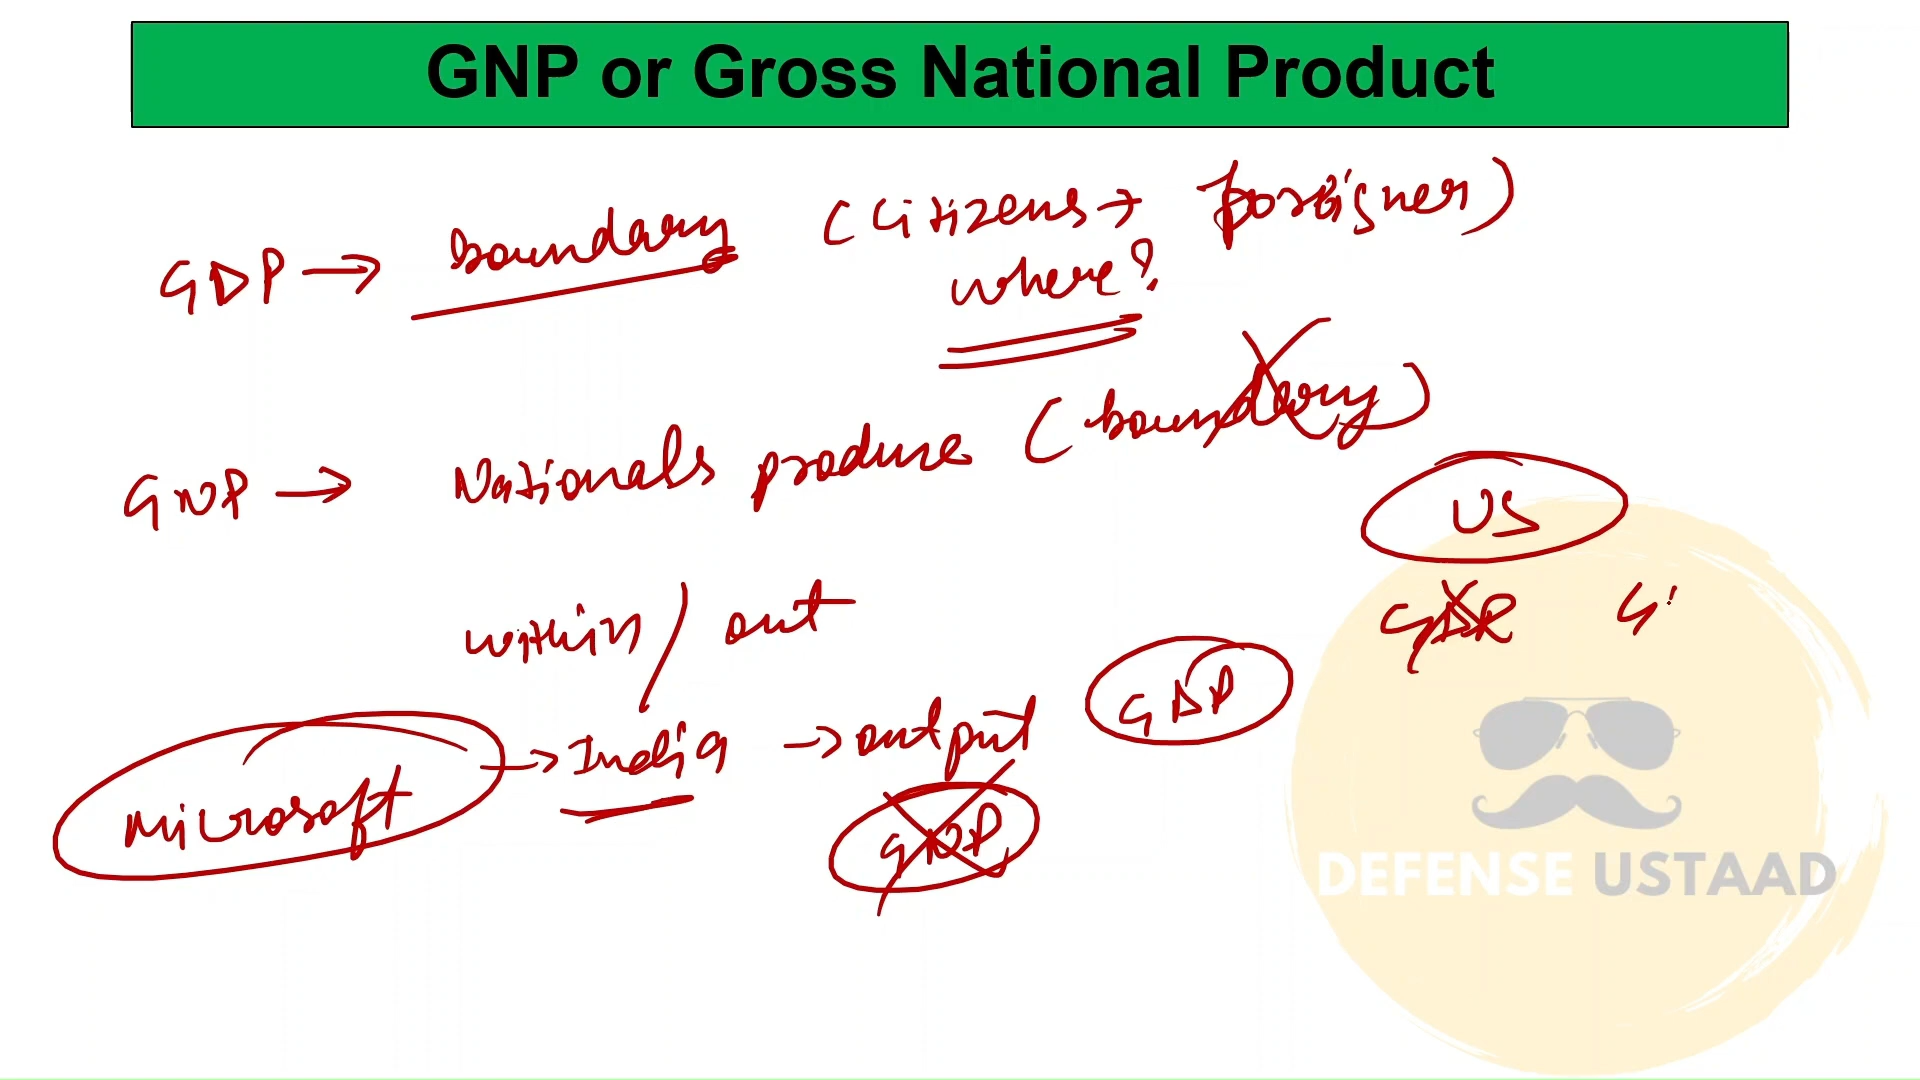 GNP or Gross National Product
GDP → boundary (citizens + foreigner)
where?
GNP → Nationals produce (boundary)
US
within / out
GDP G
Microsoft → India → output GDP
GNP
DEFENSE USTAAD